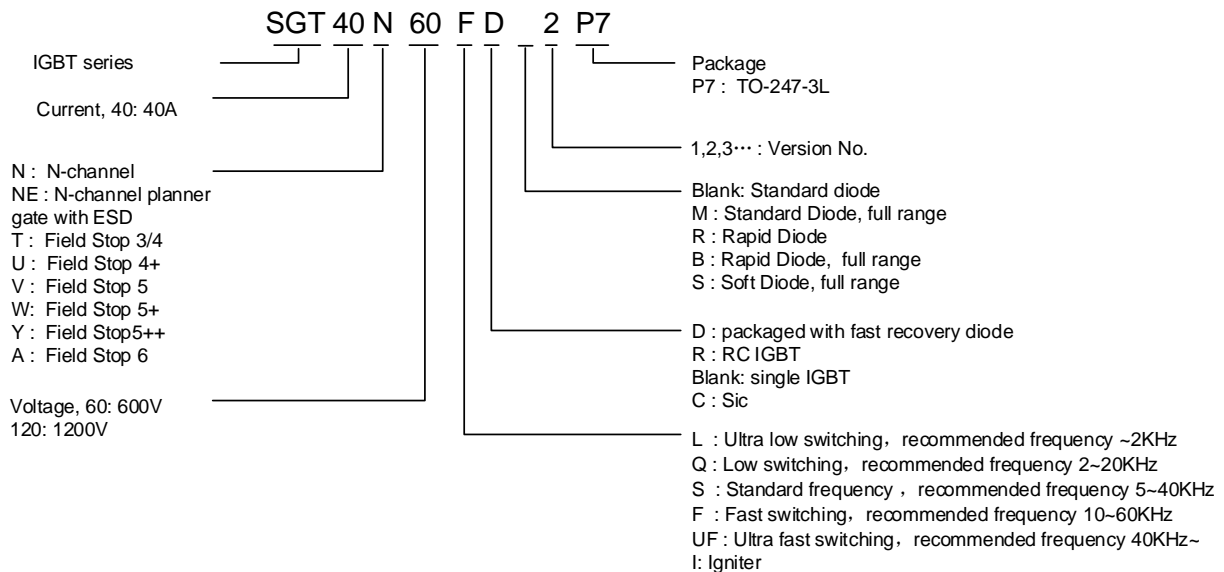 SGT 40 N 60 F D _ 2 P7
IGBT series
Current, 40: 40A
N : N-channel
NE : N-channel planner
gate with ESD
T : Field Stop 3/4
U : Field Stop 4+
V : Field Stop 5
W: Field Stop 5+
Y : Field Stop5++
A : Field Stop 6
Voltage, 60: 600V
120: 1200V
Package
P7 : TO-247-3L
1,2,3··· : Version No.
Blank: Standard diode
M : Standard Diode, full range
R : Rapid Diode
B : Rapid Diode, full range
S : Soft Diode, full range
D : packaged with fast recovery diode
R : RC IGBT
Blank: single IGBT
C : Sic
L : Ultra low switching，recommended frequency ~2KHz
Q : Low switching，recommended frequency 2~20KHz
S : Standard frequency ，recommended frequency 5~40KHz
F : Fast switching，recommended frequency 10~60KHz
UF : Ultra fast switching，recommended frequency 40KHz~
I: Igniter